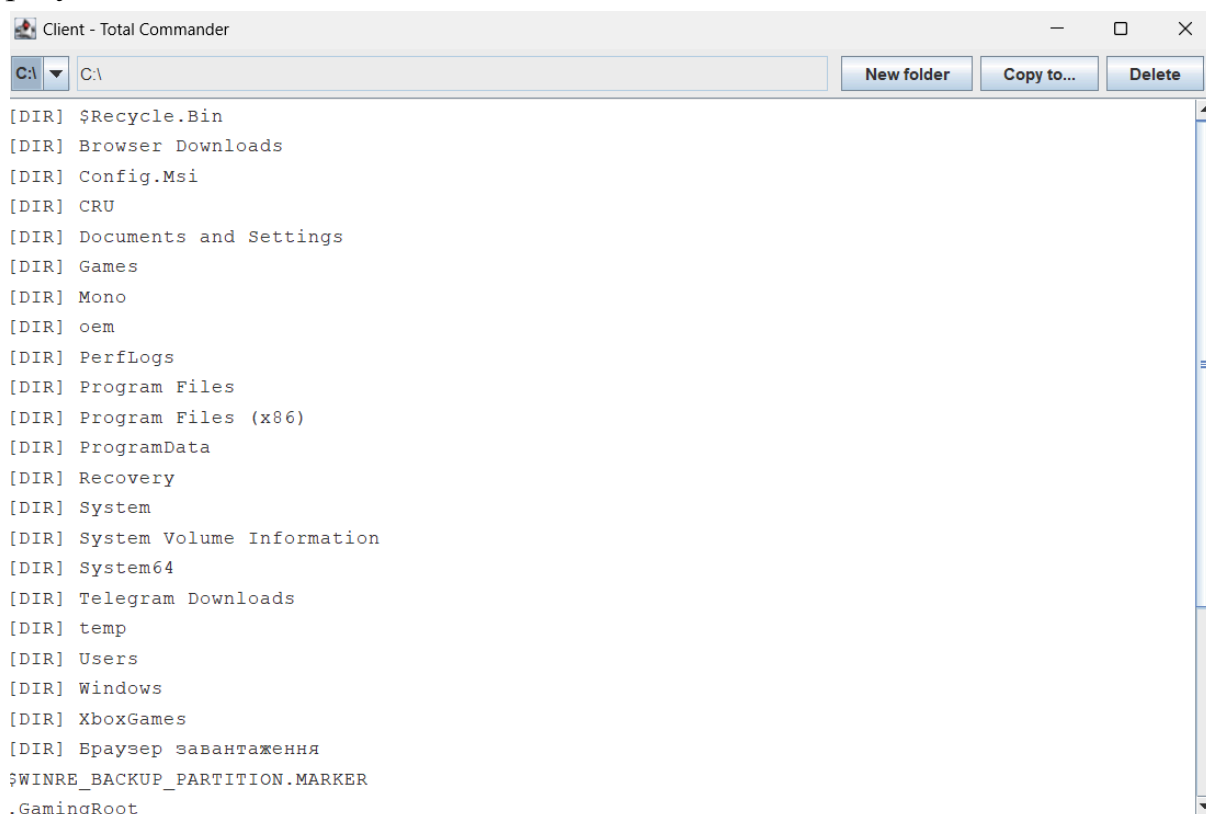 Client - Total Commander
C:\ C:\ New folder Copy to... Delete
[DIR] $Recycle.Bin
[DIR] Browser Downloads
[DIR] Config.Msi
[DIR] CRU
[DIR] Documents and Settings
[DIR] Games
[DIR] Mono
[DIR] oem
[DIR] PerfLogs
[DIR] Program Files
[DIR] Program Files (x86)
[DIR] ProgramData
[DIR] Recovery
[DIR] System
[DIR] System Volume Information
[DIR] System64
[DIR] Telegram Downloads
[DIR] temp
[DIR] Users
[DIR] Windows
[DIR] XboxGames
[DIR] Браузер завантаження
$WINRE_BACKUP_PARTITION.MARKER
.GamingRoot